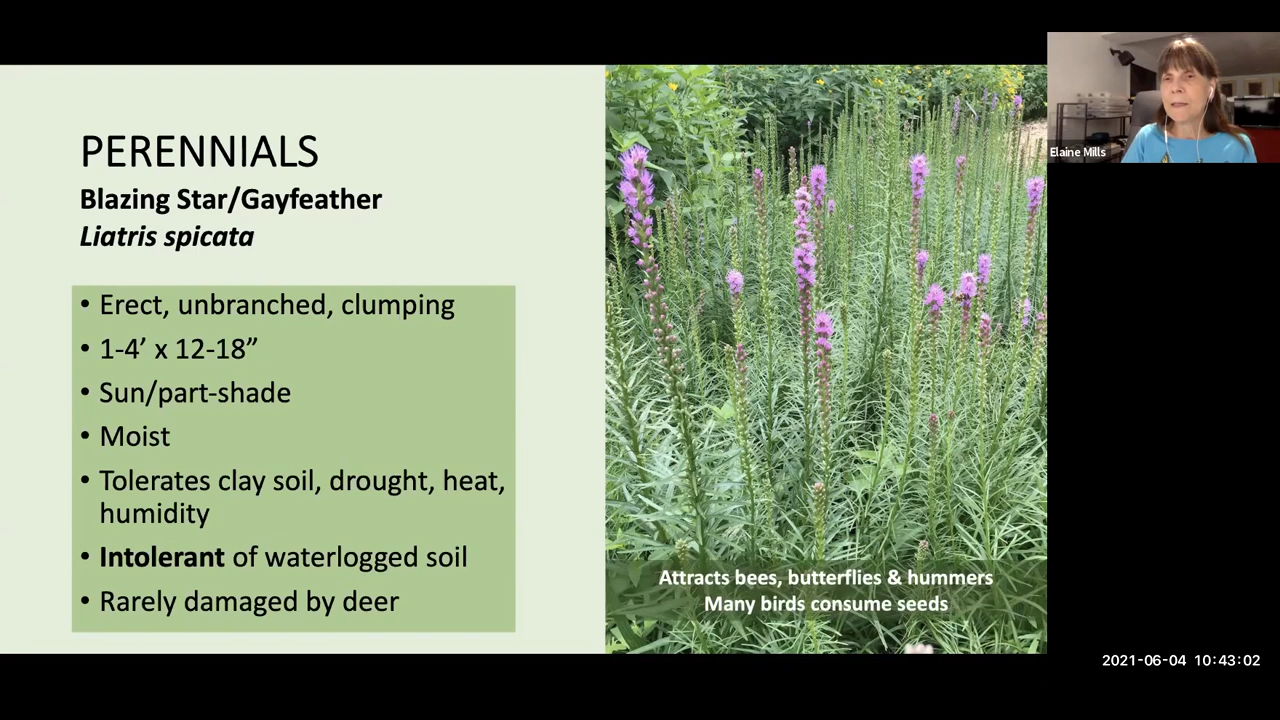 PERENNIALS
Blazing Star/Gayfeather
Liatris spicata
• Erect, unbranched, clumping
• 1-4’ x 12-18”
• Sun/part-shade
• Moist
• Tolerates clay soil, drought, heat,
humidity
• Intolerant of waterlogged soil
• Rarely damaged by deer
Attracts bees, butterflies & hummers
Many birds consume seeds
Elaine Mills
2021-06-04 10:43:02